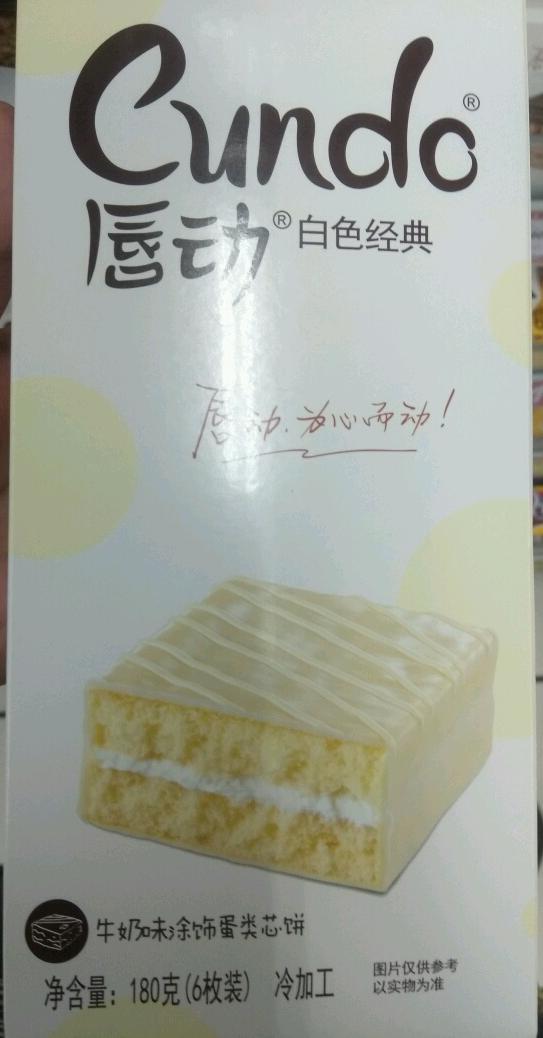 Cundo®
唇动®白色经典
唇动.为心而动!
牛奶味涂饰蛋类芯饼
净含量：180克(6枚装) 冷加工
图片仅供参考
以实物为准